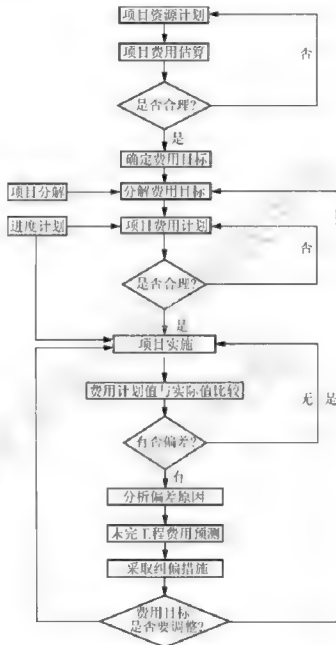 项目资源计划
项目费用估算
否
是否合理?
是
确定费用目标
项目分解
分解费用目标
进度计划
项目费用计划
否
是否合理?
是
项目实施
费用计划值与实际值比较
无
是
有否偏差?
有
分析偏差原因
未完工程费用预测
采取纠偏措施
费用目标
是否要调整?